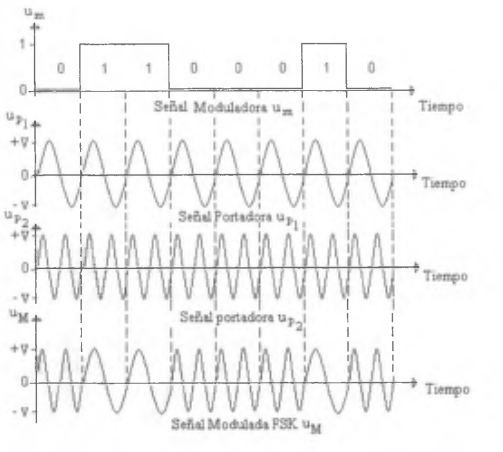 u_m
1
0 1 1 0 0 0 1 0
0
Señal Moduladora u_m
Tiempo
u_P1
+V
0
Tiempo
- V
Señal Portadora u_P1
u_P2
+V
0
Tiempo
- V
Señal portadora u_P2
u_M
+V
0
Tiempo
- V
Señal Modulada FSK u_M